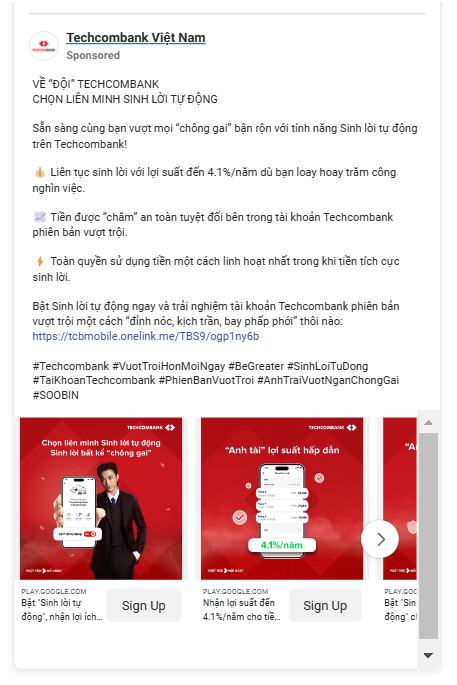 Techcombank Việt Nam
Sponsored
VỀ “ĐỘI” TECHCOMBANK
CHỌN LIÊN MINH SINH LỜI TỰ ĐỘNG
Sẵn sàng cùng bạn vượt mọi “chông gai” bận rộn với tính năng Sinh lời tự động
trên Techcombank!
💰 Liên tục sinh lời với lợi suất đến 4.1%/năm dù bạn loay hoay trăm công
nghìn việc.
📈 Tiền được “chăm” an toàn tuyệt đối bên trong tài khoản Techcombank
phiên bản vượt trội.
⚡ Toàn quyền sử dụng tiền một cách linh hoạt nhất trong khi tiền tích cực
sinh lời.
Bật Sinh lời tự động ngay và trải nghiệm tài khoản Techcombank phiên bản
vượt trội một cách “đỉnh nóc, kịch trần, bay phấp phới” thôi nào:
https://tcbmobile.onelink.me/TBS9/ogp1ny6b
#Techcombank #VuotTroiHonMoiNgay #BeGreater #SinhLoiTuDong
#TaiKhoanTechcombank #PhienBanVuotTroi #AnhTraiVuotNganChongGai
#SOOBIN
TECHCOMBANK
Chọn liên minh Sinh lời tự động
Sinh lời bất kể “chông gai”
VƯỢT TRỘI HƠN MỖI NGÀY
PLAY.GOOGLE.COM
Bật "Sinh lời tự
động", nhận lợi ích...
Sign Up
TECHCOMBANK
“Anh tài” lợi suất hấp dẫn
4.1%/năm
VƯỢT TRỘI HƠN MỖI NGÀY
PLAY.GOOGLE.COM
Nhận lợi suất đến
4.1%/năm cho tiề...
Sign Up
“A
VƯỢT TRỘ
PLAY.GOO
Bật "Sin
động" c